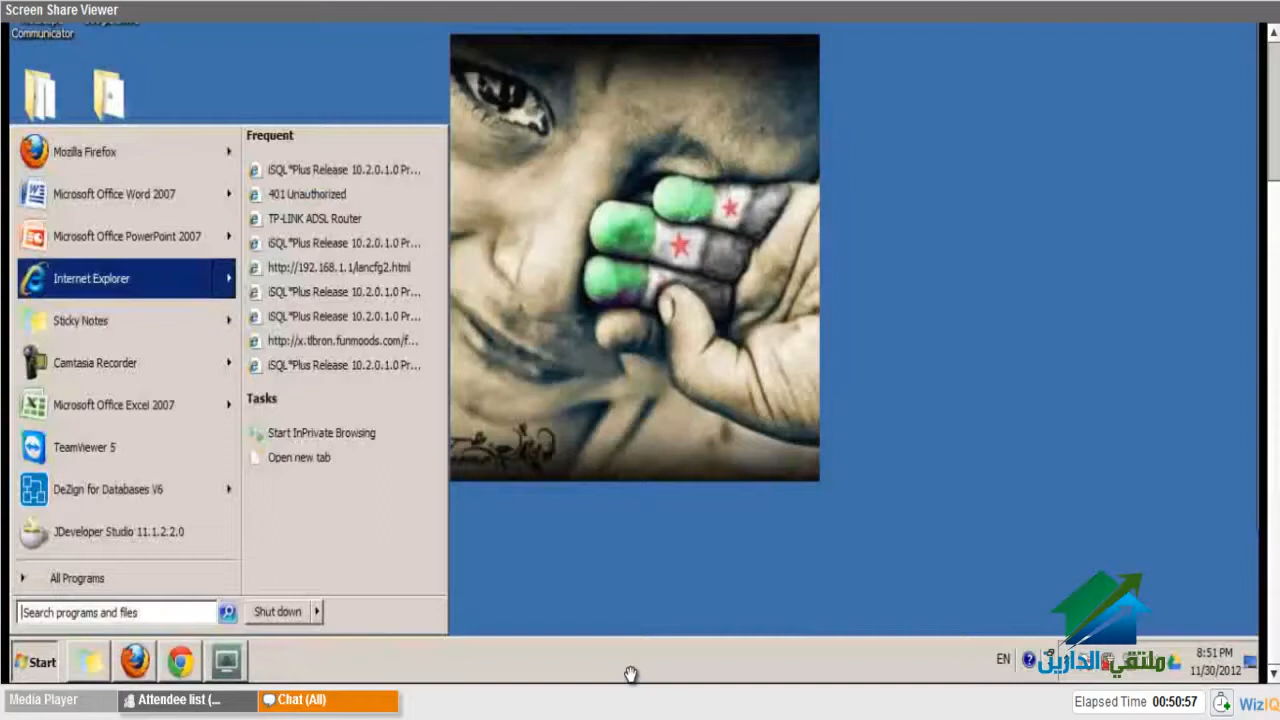 Screen Share Viewer
Communicator
Mozilla Firefox
Microsoft Office Word 2007
Microsoft Office PowerPoint 2007
Internet Explorer
Sticky Notes
Camtasia Recorder
Microsoft Office Excel 2007
TeamViewer 5
DeZign for Databases V6
JDeveloper Studio 11.1.2.2.0
All Programs
Search programs and files
Shut down
Frequent
iSQL*Plus Release 10.2.0.1.0 Pr...
401 Unauthorized
TP-LINK ADSL Router
iSQL*Plus Release 10.2.0.1.0 Pr...
http://192.168.1.1/lancfg2.html
iSQL*Plus Release 10.2.0.1.0 Pr...
iSQL*Plus Release 10.2.0.1.0 Pr...
http://x.tlbron.funmoods.com/f...
iSQL*Plus Release 10.2.0.1.0 Pr...
Tasks
Start InPrivate Browsing
Open new tab
Start
EN
ملتقي الدارين
8:51 PM
11/30/2012
Media Player
Attendee list (...
Chat (All)
Elapsed Time 00:50:57
WizIQ